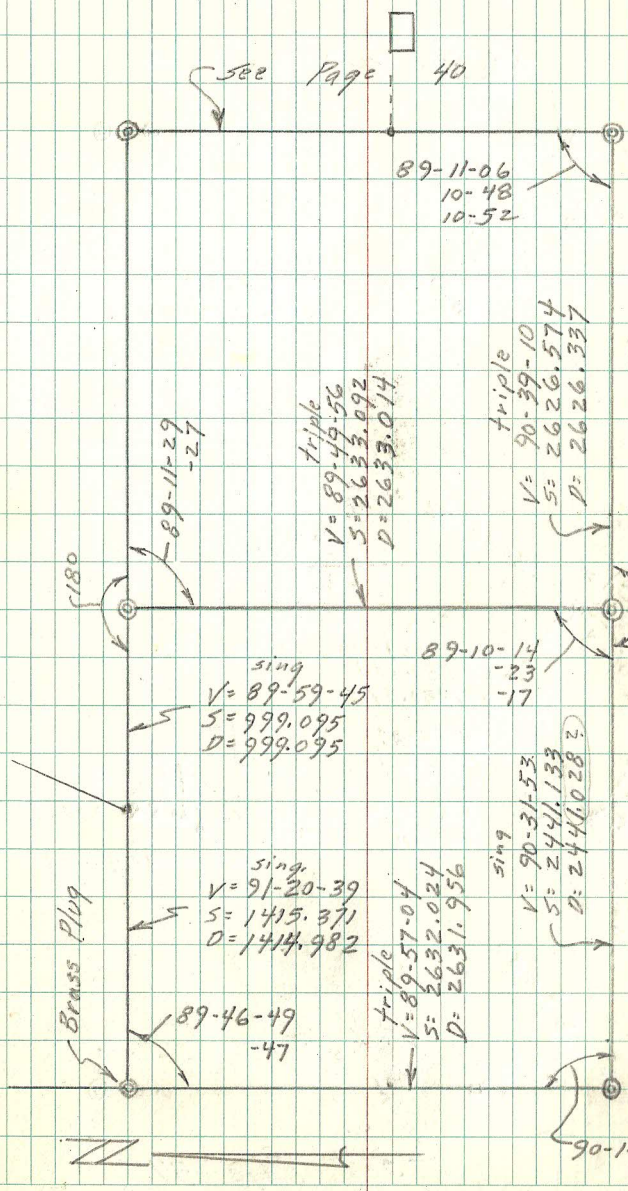 See Page 40
89-11-06
10-48
10-52
triple
V= 90-39-10
S= 2626.574
D= 2626.337
triple
V= 89-49-56
S= 2633.092
D= 2633.014
89-11-29
-27
180
89-10-14
-23
-17
sing
V= 89-59-45
S= 999.095
D= 999.095
sing
V= 90-31-53
S= 2441.133
D= 2441.028?
sing.
V= 91-20-39
S= 1415.371
D= 1414.982
triple
V= 89-57-04
S= 2632.024
D= 2631.956
Brass Plug
89-46-49
-47
90-1
N